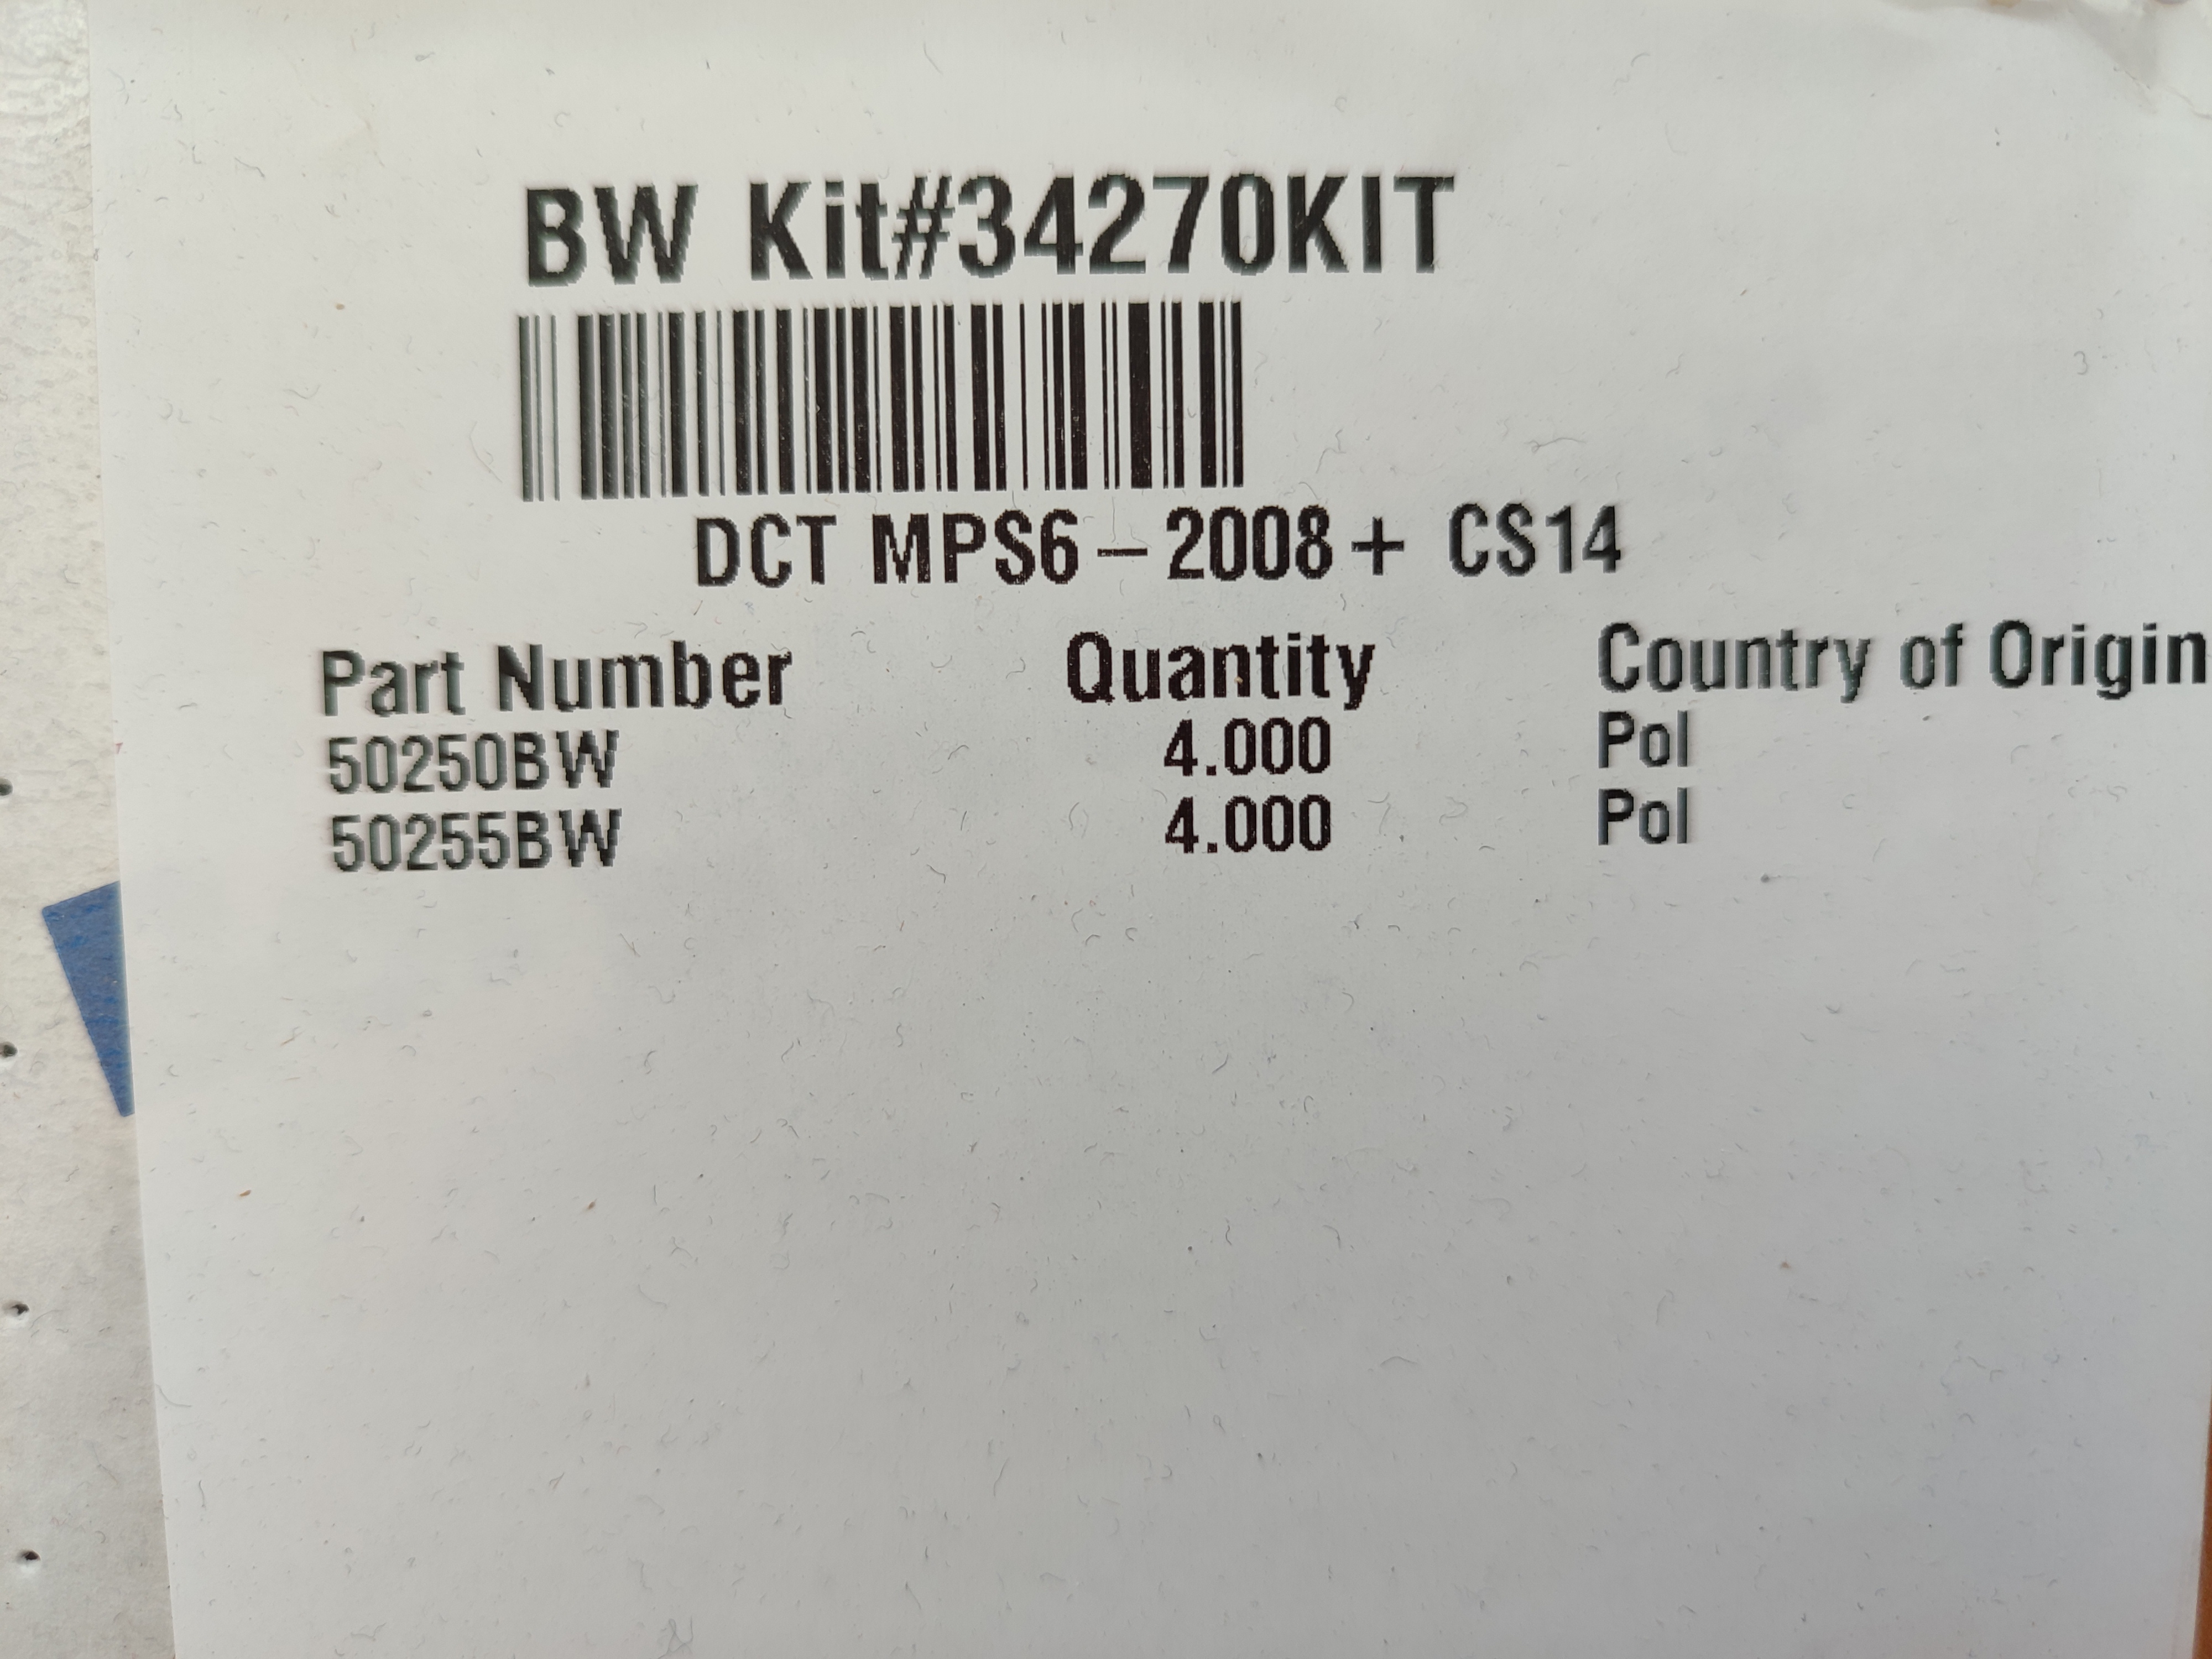 BW Kit#34270KIT
DCT MPS6-2008+ CS14
Part Number Quantity Country of Origin
50250BW 4.000 Pol
50255BW 4.000 Pol